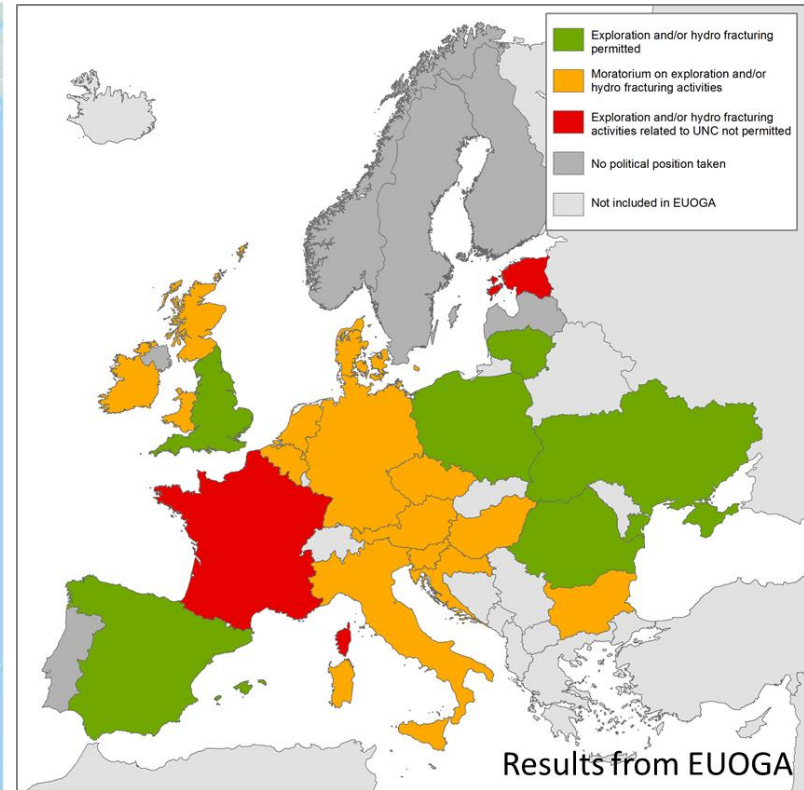 Exploration and/or hydro fracturing
permitted
Moratorium on exploration and/or
hydro fracturing activities
Exploration and/or hydro fracturing
activities related to UNC not permitted
No political position taken
Not included in EUOGA
Results from EUOGA